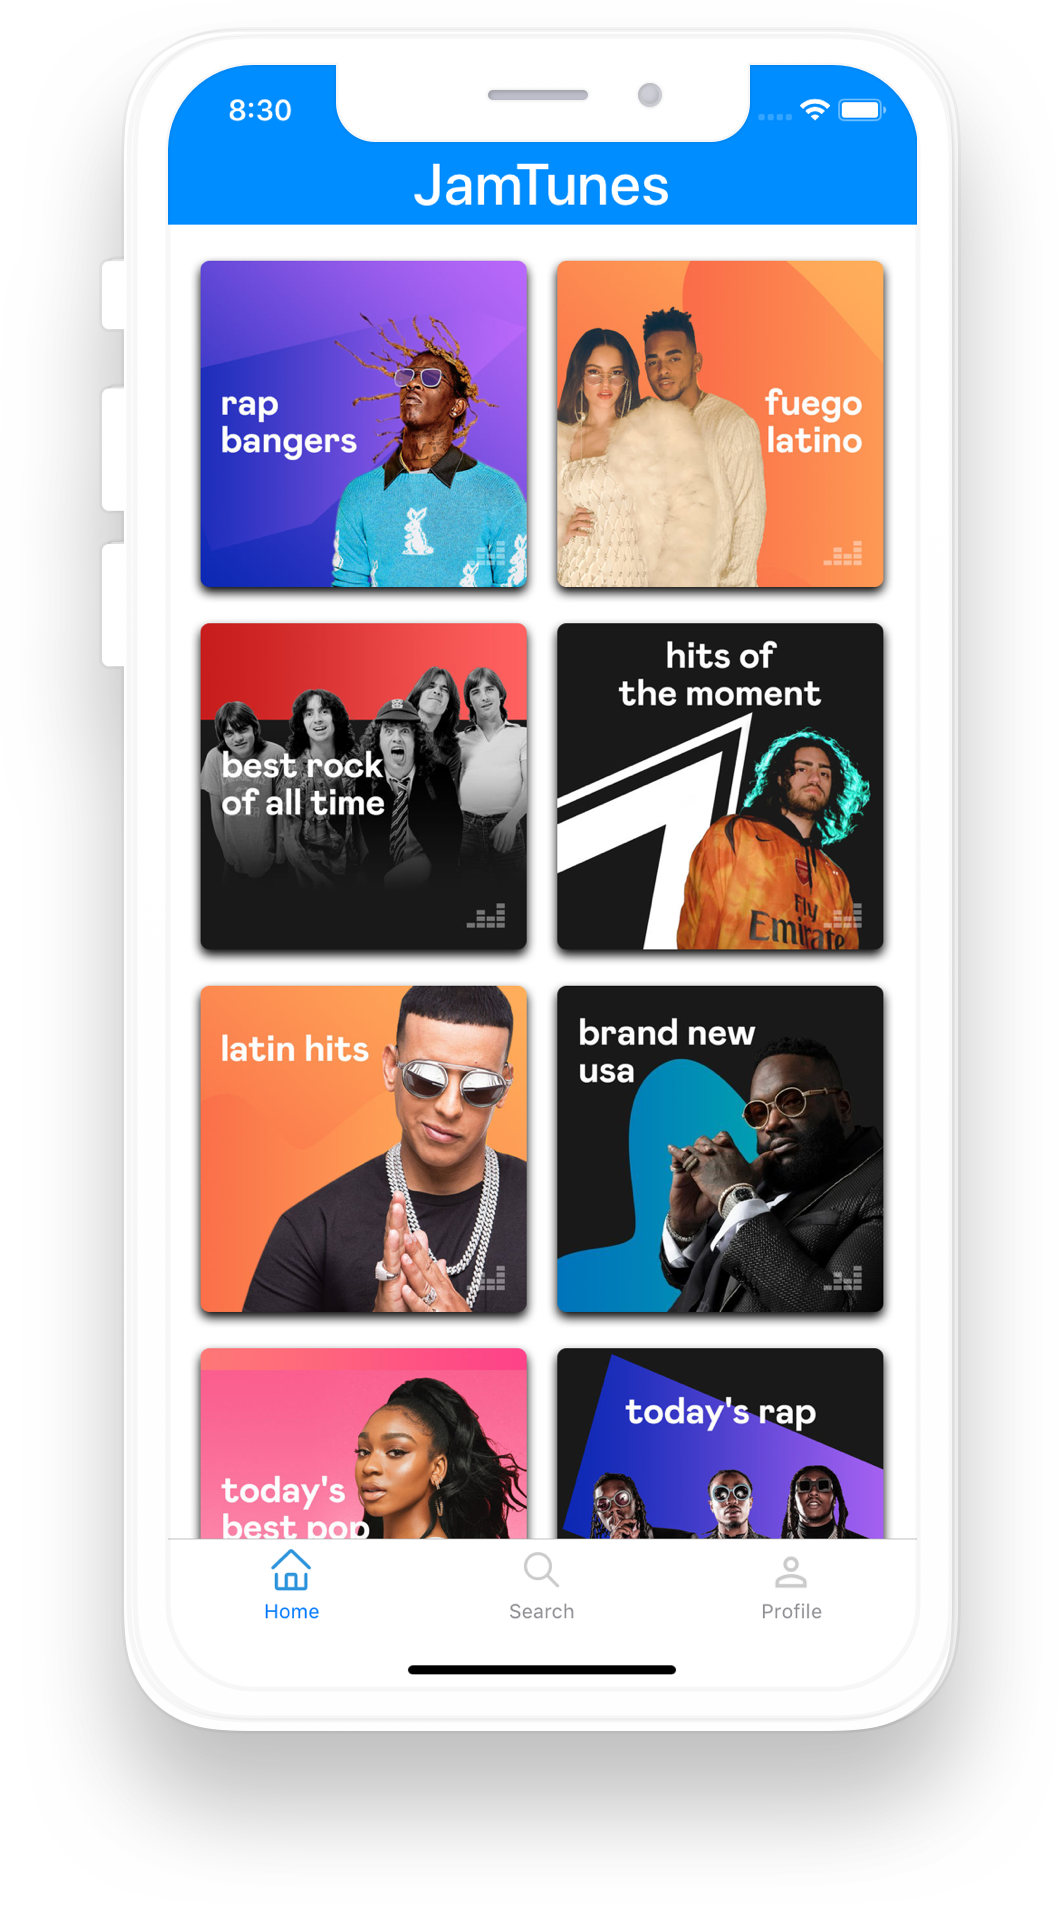 8:30
JamTunes
rap
bangers
fuego
latino
best rock
of all time
hits of
the moment
Fly
Emirate
latin hits
brand new
usa
today's
best pop
today's rap
Home
Search
Profile